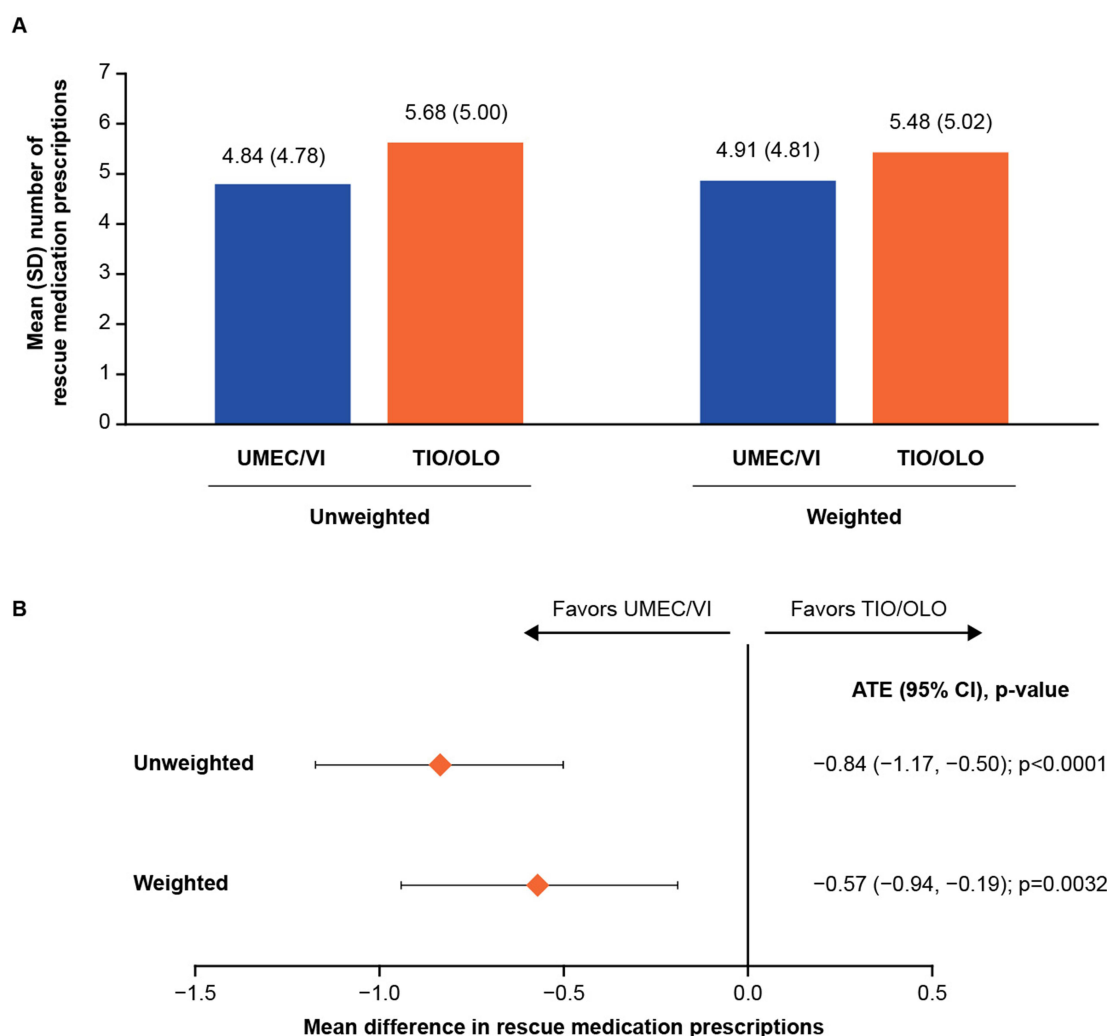 A
Mean (SD) number of
rescue medication prescriptions
7
6
5
4
3
2
1
0
4.84 (4.78)
5.68 (5.00)
4.91 (4.81)
5.48 (5.02)
UMEC/VI
TIO/OLO
UMEC/VI
TIO/OLO
Unweighted
Weighted
B
Favors UMEC/VI
Favors TIO/OLO
ATE (95% CI), p-value
Unweighted
−0.84 (−1.17, −0.50); p<0.0001
Weighted
−0.57 (−0.94, −0.19); p=0.0032
−1.5
−1.0
−0.5
0.0
0.5
Mean difference in rescue medication prescriptions